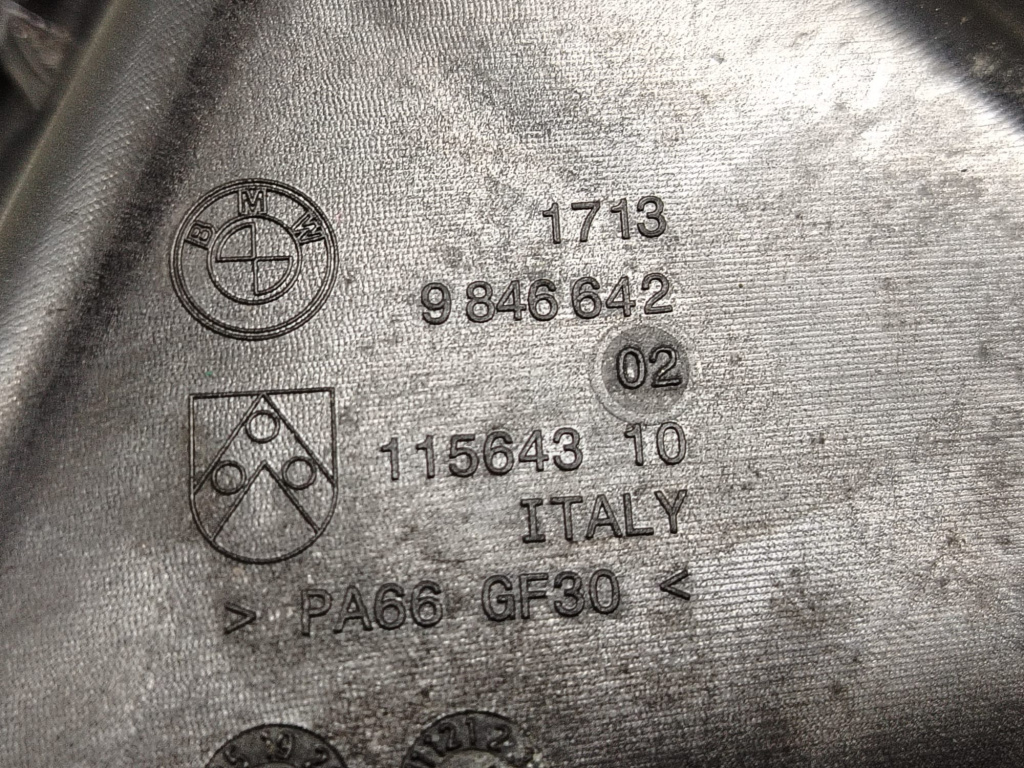 BMW
1713
9 846 642
02
115643 10
ITALY
> PA66 GF30 <